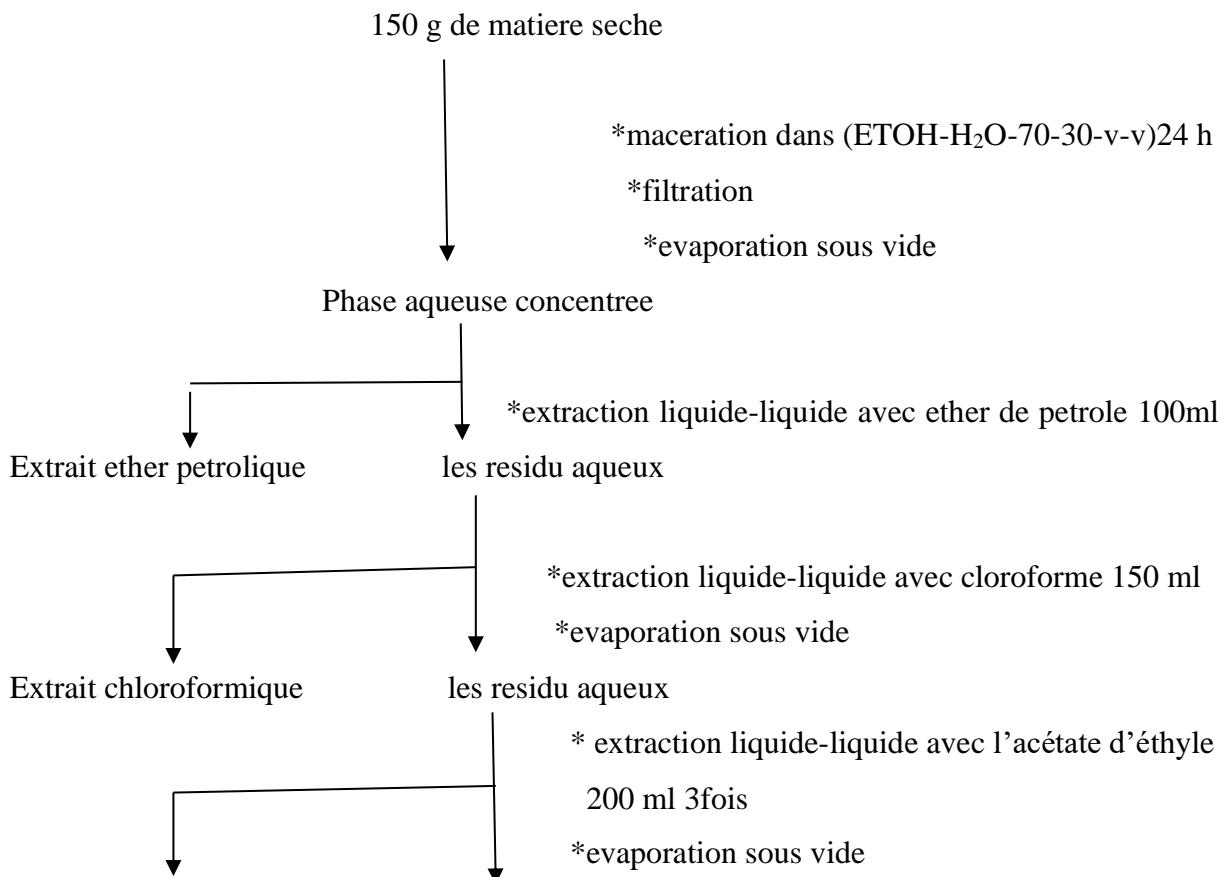 150 g de matiere seche
*maceration dans (ETOH-H₂O-70-30-v-v)24 h
*filtration
*evaporation sous vide
Phase aqueuse concentree
*extraction liquide-liquide avec ether de petrole 100ml
Extrait ether petrolique les residu aqueux
*extraction liquide-liquide avec cloroforme 150 ml
*evaporation sous vide
Extrait chloroformique les residu aqueux
* extraction liquide-liquide avec l’acétate d’éthyle
200 ml 3fois
*evaporation sous vide